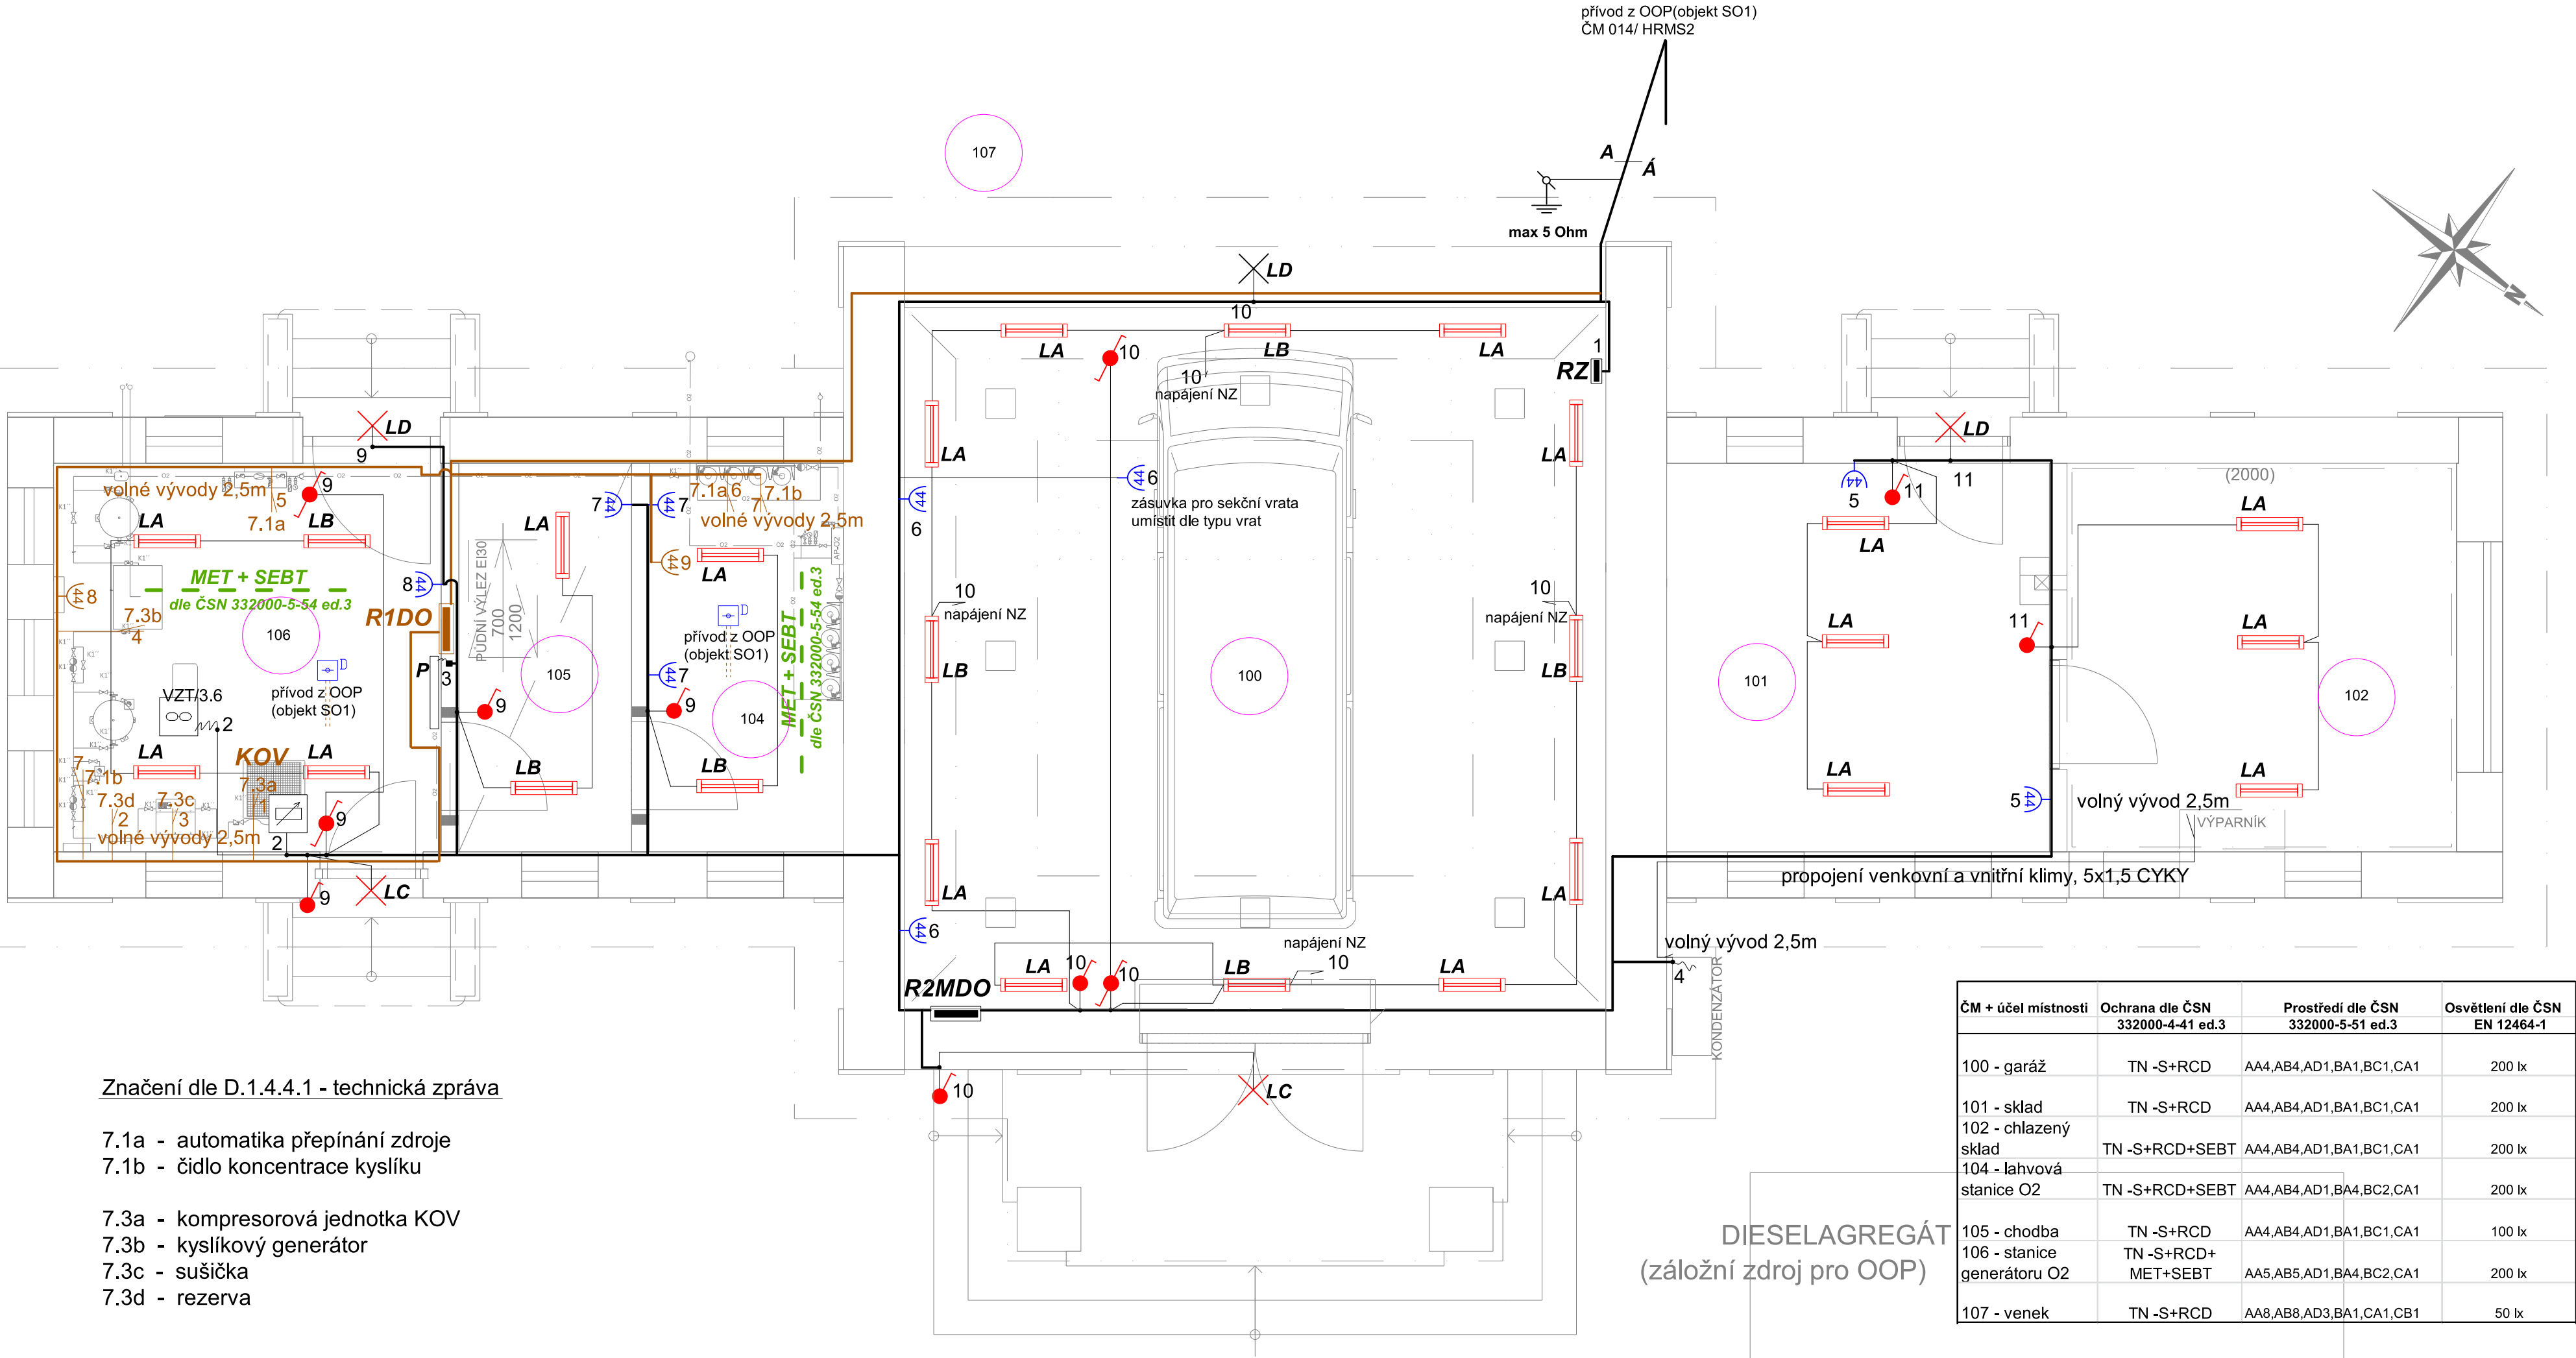 přívod z OOP(objekt SO1)
ČM 014/ HRMS2
107
A
Á
max 5 Ohm
N
LD
10
LA
LB
LA
10
1
RZ
10
napájení NZ
LD
9
LD
11
volné vývody 2,5m
5
7.1a
9
LA
LB
MET + SEBT
dle ČSN 332000-5-54 ed.3
44
8
7.3b
4
106
R1DO
44
8
P
3
VZT/3.6
2
přívod z OOP
(objekt SO1)
D
LA
KOV
LA
7
7.1b
7.3d
2
7.3c
3
7.3a
1
volné vývody 2,5m
2
9
9
LC
PŮDNÍ VÝLEZ EI30
700
1200
LA
105
9
LB
7
44
44
7
7.1a
6
7
7.1b
volné vývody 2,5m
44
9
LA
D
přívod z OOP
(objekt SO1)
44
7
9
104
LB
MET + SEBT
dle ČSN 332000-5-54 ed.3
AP-O2
LA
LA
44
6
44
6
zásuvka pro sekční vrata
umístit dle typu vrat
10
napájení NZ
LB
100
10
napájení NZ
LB
LA
LA
44
6
napájení NZ
10
LA
10
10
LB
LA
R2MDO
10
LC
44
5
11
LA
LA
LA
101
11
44
5
(2000)
LA
LA
LA
102
volný vývod 2,5m
VÝPARNÍK
propojení venkovní a vnitřní klimy, 5x1,5 CYKY
volný vývod 2,5m
4
KONDENZÁTOR
DIESELAGREGÁT
(záložní zdroj pro OOP)
Značení dle D.1.4.4.1 - technická zpráva
7.1a - automatika přepínání zdroje
7.1b - čidlo koncentrace kyslíku
7.3a - kompresorová jednotka KOV
7.3b - kyslíkový generátor
7.3c - sušička
7.3d - rezerva
ČM + účel místnosti Ochrana dle ČSN Prostředí dle ČSN Osvětlení dle ČSN
332000-4-41 ed.3 332000-5-51 ed.3 EN 12464-1
100 - garáž TN -S+RCD AA4,AB4,AD1,BA1,BC1,CA1 200 lx
101 - sklad TN -S+RCD AA4,AB4,AD1,BA1,BC1,CA1 200 lx
102 - chlazený
sklad TN -S+RCD+SEBT AA4,AB4,AD1,BA1,BC1,CA1 200 lx
104 - lahvová
stanice O2 TN -S+RCD+SEBT AA4,AB4,AD1,BA4,BC2,CA1 200 lx
105 - chodba TN -S+RCD AA4,AB4,AD1,BA1,BC1,CA1 100 lx
106 - stanice TN -S+RCD+
generátoru O2 MET+SEBT AA5,AB5,AD1,BA4,BC2,CA1 200 lx
107 - venek TN -S+RCD AA8,AB8,AD3,BA1,CA1,CB1 50 lx